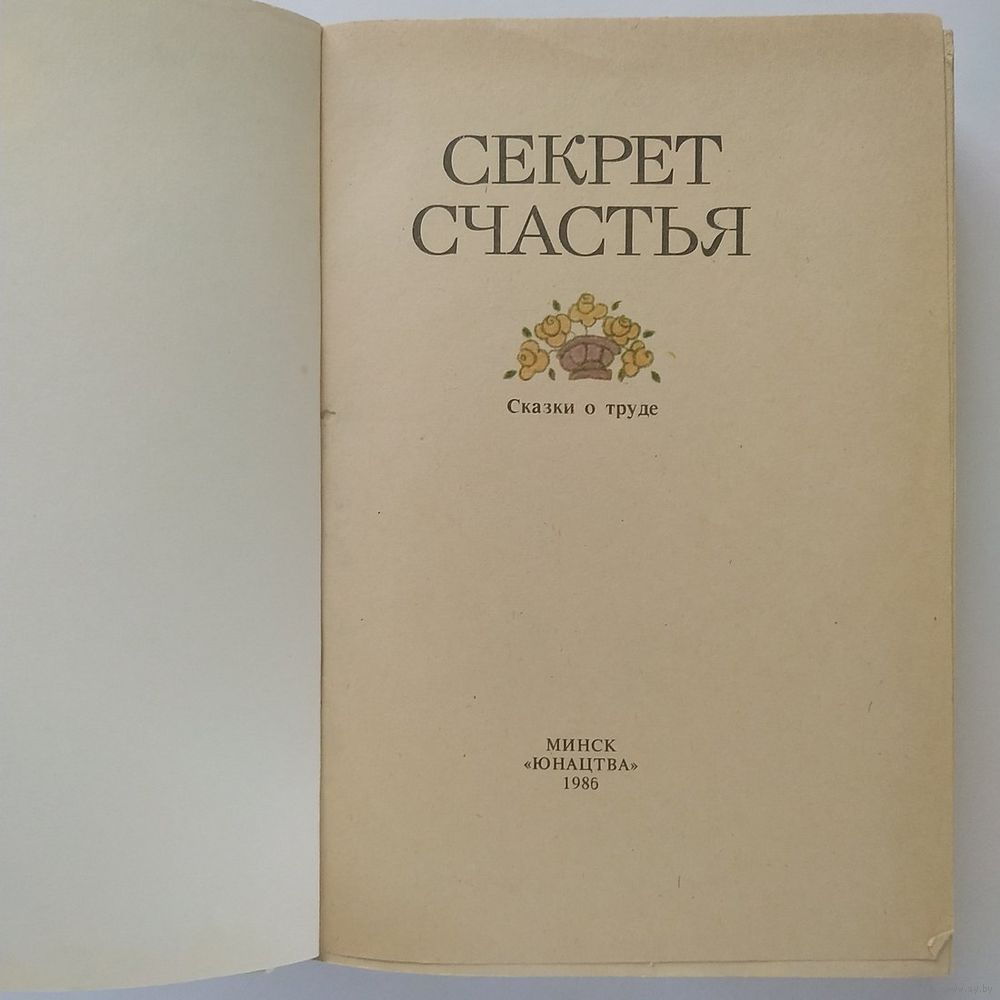 СЕКРЕТ
СЧАСТЬЯ
Сказки о труде
МИНСК
«ЮНАЦТВА»
1986